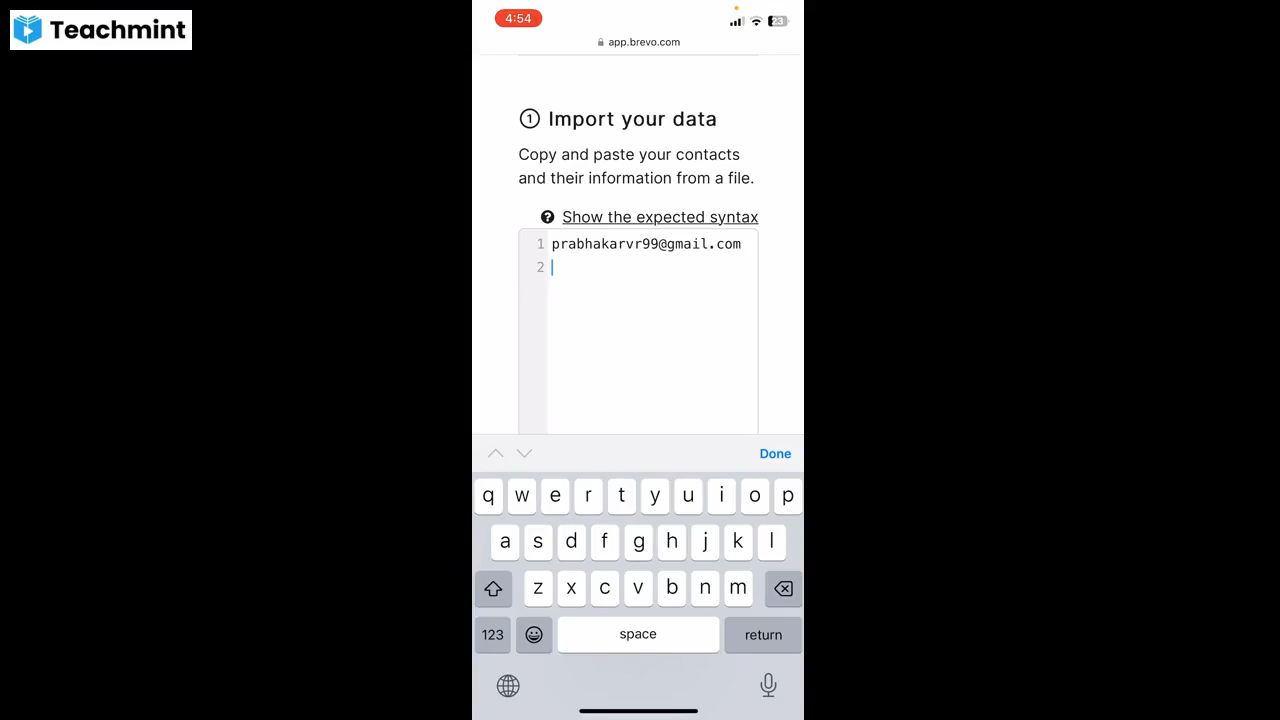 Teachmint
4:54
23
app.brevo.com
1 Import your data
Copy and paste your contacts
and their information from a file.
? Show the expected syntax
1 prabhakarvr99@gmail.com
2
Done
q w e r t y u i o p
a s d f g h j k l
z x c v b n m
123 space return